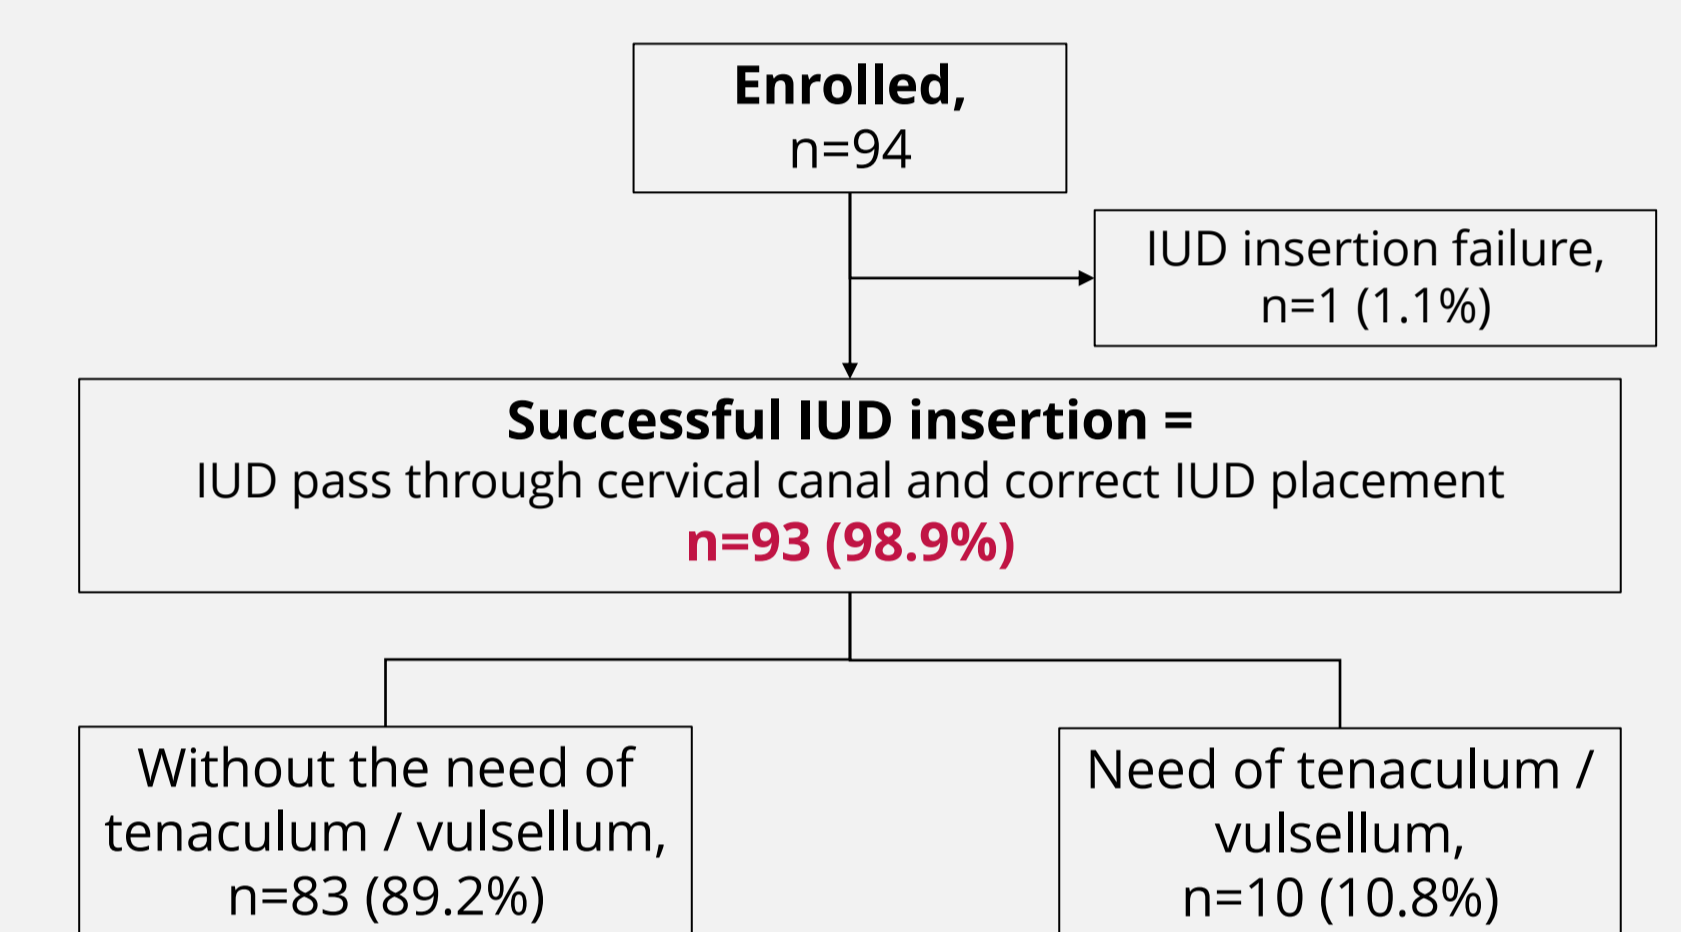 Enrolled,
n=94
IUD insertion failure,
n=1 (1.1%)
Successful IUD insertion =
IUD pass through cervical canal and correct IUD placement
n=93 (98.9%)
Without the need of
tenaculum / vulsellum,
n=83 (89.2%)
Need of tenaculum /
vulsellum,
n=10 (10.8%)